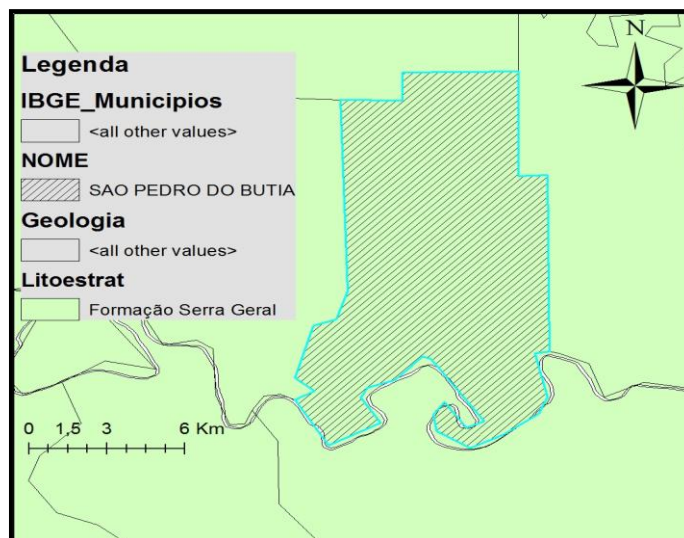 N
Legenda
IBGE_Municipios
<all other values>
NOME
SAO PEDRO DO BUTIA
Geologia
<all other values>
Litoestrat
Formação Serra Geral
0 1,5 3 6 Km